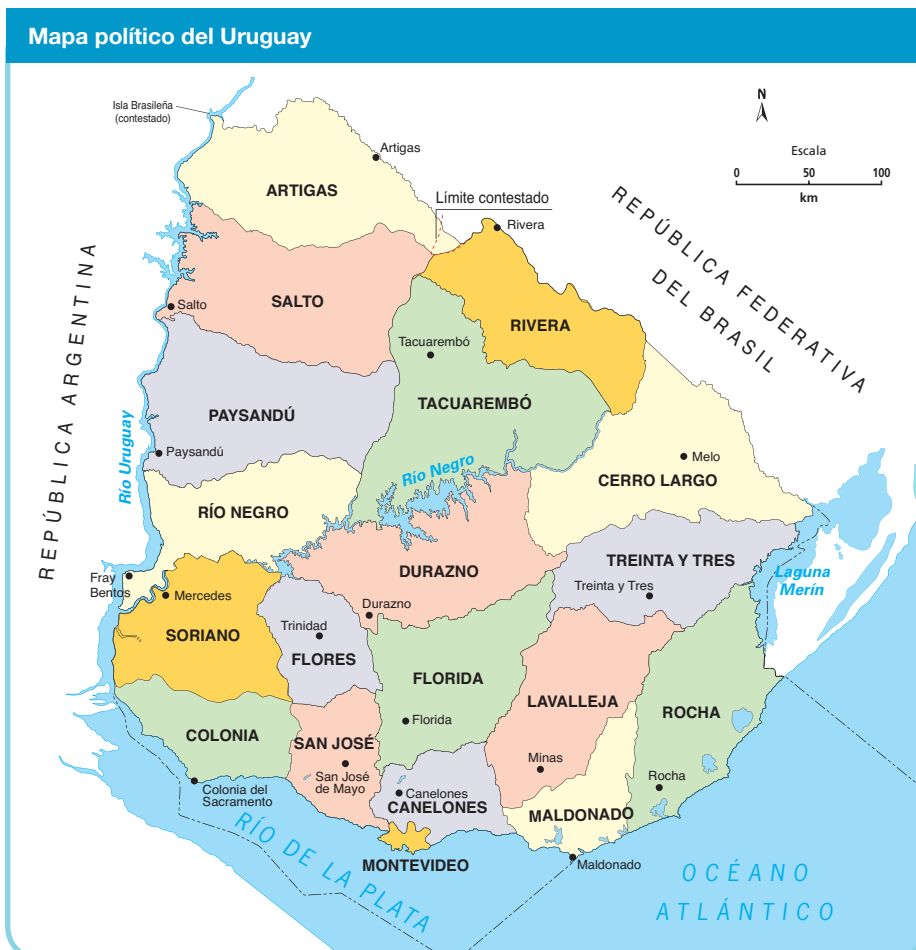 Mapa político del Uruguay
Isla Brasileña
(contestado)
N
Artigas
Escala
0 50 100
km
ARTIGAS
Límite contestado
Rivera
REPÚBLICA FEDERATIVA
DEL BRASIL
REPÚBLICA ARGENTINA
SALTO
Salto
RIVERA
Tacuarembó
TACUAREMBÓ
PAYSANDÚ
Paysandú
Río Uruguay
Río Negro
Melo
CERRO LARGO
RÍO NEGRO
TREINTA Y TRES
Treinta y Tres
Laguna
Merín
DURAZNO
Durazno
Fray
Bentos
Mercedes
SORIANO
Trinidad
FLORES
FLORIDA
Florida
LAVALLEJA
Minas
ROCHA
Rocha
COLONIA
Colonia del
Sacramento
SAN JOSÉ
San José
de Mayo
Canelones
CANELONES
MALDONADO
Maldonado
MONTEVIDEO
RÍO DE LA PLATA
OCÉANO
ATLÁNTICO